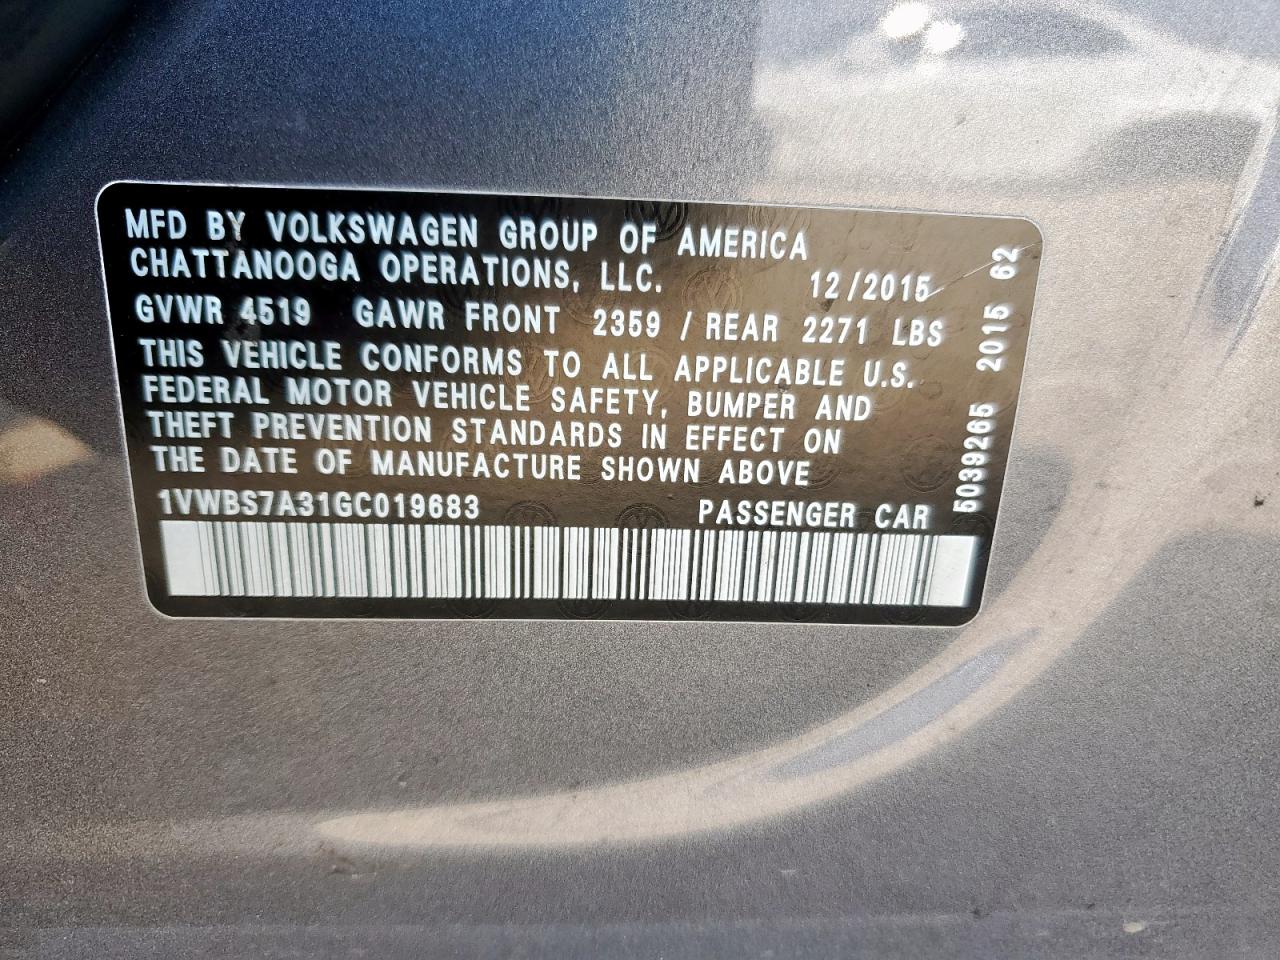 MFD BY VOLKSWAGEN GROUP OF AMERICA
CHATTANOOGA OPERATIONS, LLC. 12/2015
GVWR 4519 GAWR FRONT 2359 / REAR 2271 LBS
THIS VEHICLE CONFORMS TO ALL APPLICABLE U.S.
FEDERAL MOTOR VEHICLE SAFETY, BUMPER AND
THEFT PREVENTION STANDARDS IN EFFECT ON
THE DATE OF MANUFACTURE SHOWN ABOVE
1VWBS7A31GC019683 PASSENGER CAR
5039265 2015 62